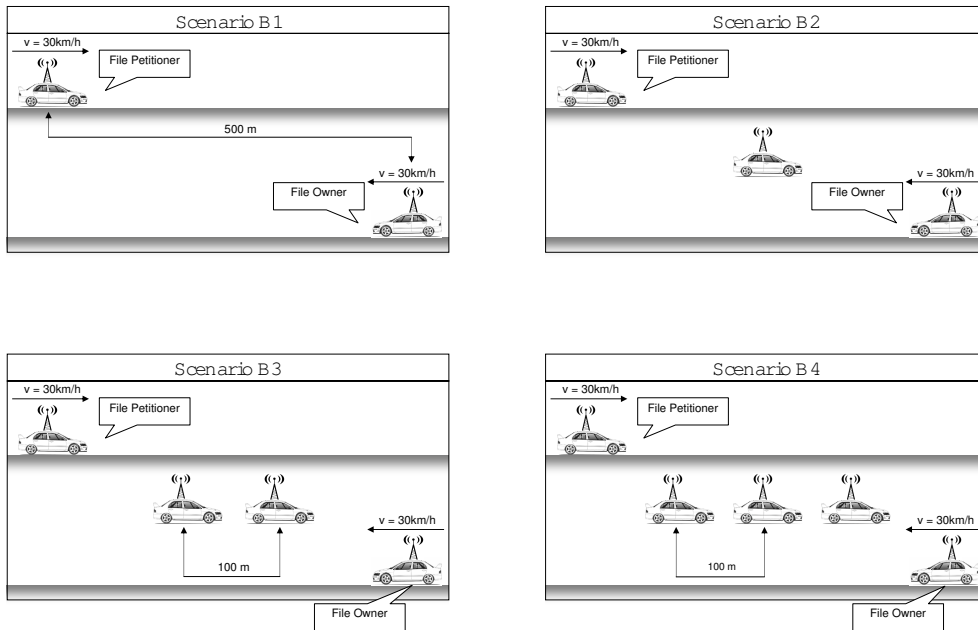 Scenario B1
v = 30km/h
File Petitioner
500 m
v = 30km/h
File Owner
Scenario B2
v = 30km/h
File Petitioner
v = 30km/h
File Owner
Scenario B3
v = 30km/h
File Petitioner
v = 30km/h
100 m
File Owner
Scenario B4
v = 30km/h
File Petitioner
v = 30km/h
100 m
File Owner